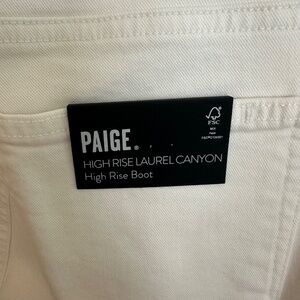 PAIGE®
FSC
HIGH RISE LAUREL CANYON
High Rise Boot